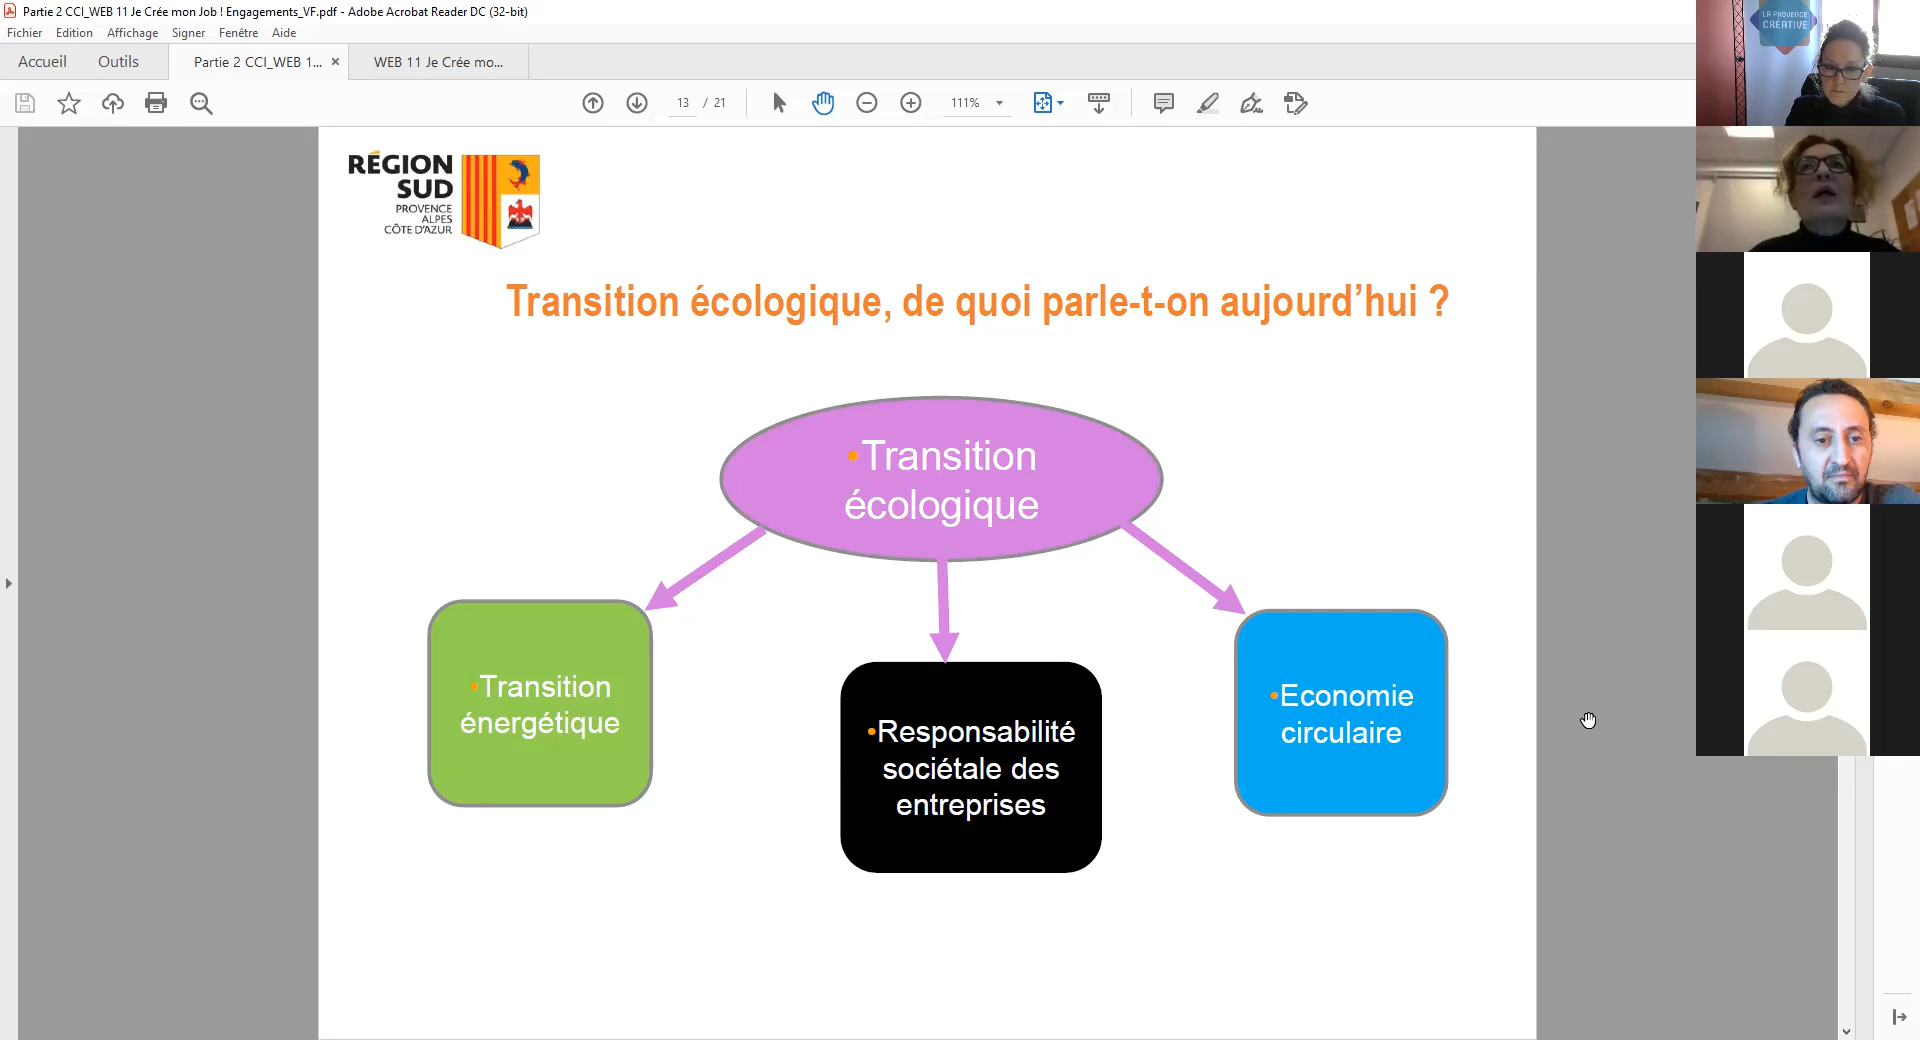 Partie 2 CCI_WEB 11 Je Crée mon Job ! Engagements_VF.pdf - Adobe Acrobat Reader DC (32-bit)
Fichier Edition Affichage Signer Fenêtre Aide
Accueil Outils Partie 2 CCI_WEB 1... × WEB 11 Je Crée mo...
13 / 21 111%
LA PROVENCE
CRÉATIVE
RÉGION
SUD
PROVENCE
ALPES
CÔTE D'AZUR
Transition écologique, de quoi parle-t-on aujourd’hui ?
•Transition
écologique
•Transition
énergétique
•Responsabilité
sociétale des
entreprises
•Economie
circulaire